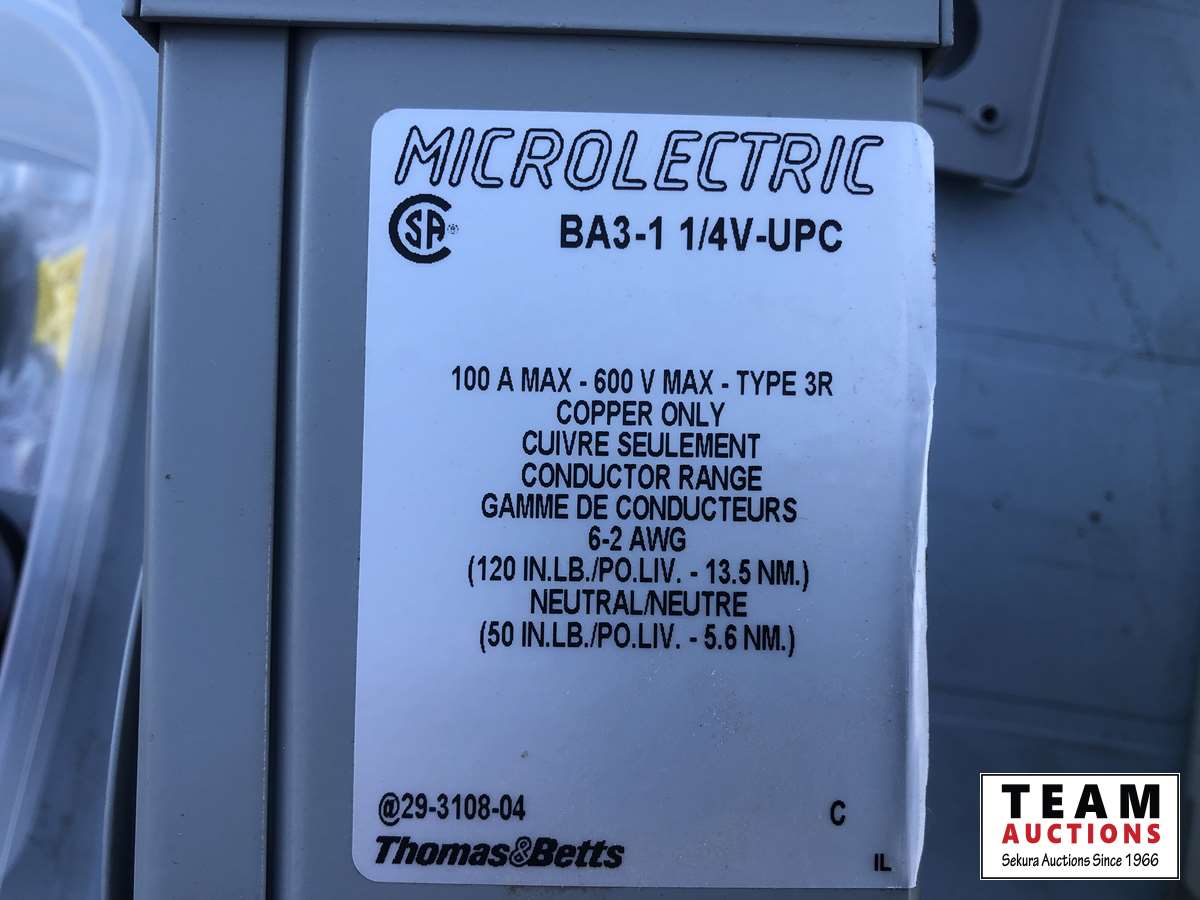 MICROLECTRIC
CSA ®
BA3-1 1/4V-UPC
100 A MAX - 600 V MAX - TYPE 3R
COPPER ONLY
CUIVRE SEULEMENT
CONDUCTOR RANGE
GAMME DE CONDUCTEURS
6-2 AWG
(120 IN.LB./PO.LIV. - 13.5 NM.)
NEUTRAL/NEUTRE
(50 IN.LB./PO.LIV. - 5.6 NM.)
@29-3108-04
C
Thomas&Betts
IL
TEAM
AUCTIONS
Sekura Auctions Since 1966